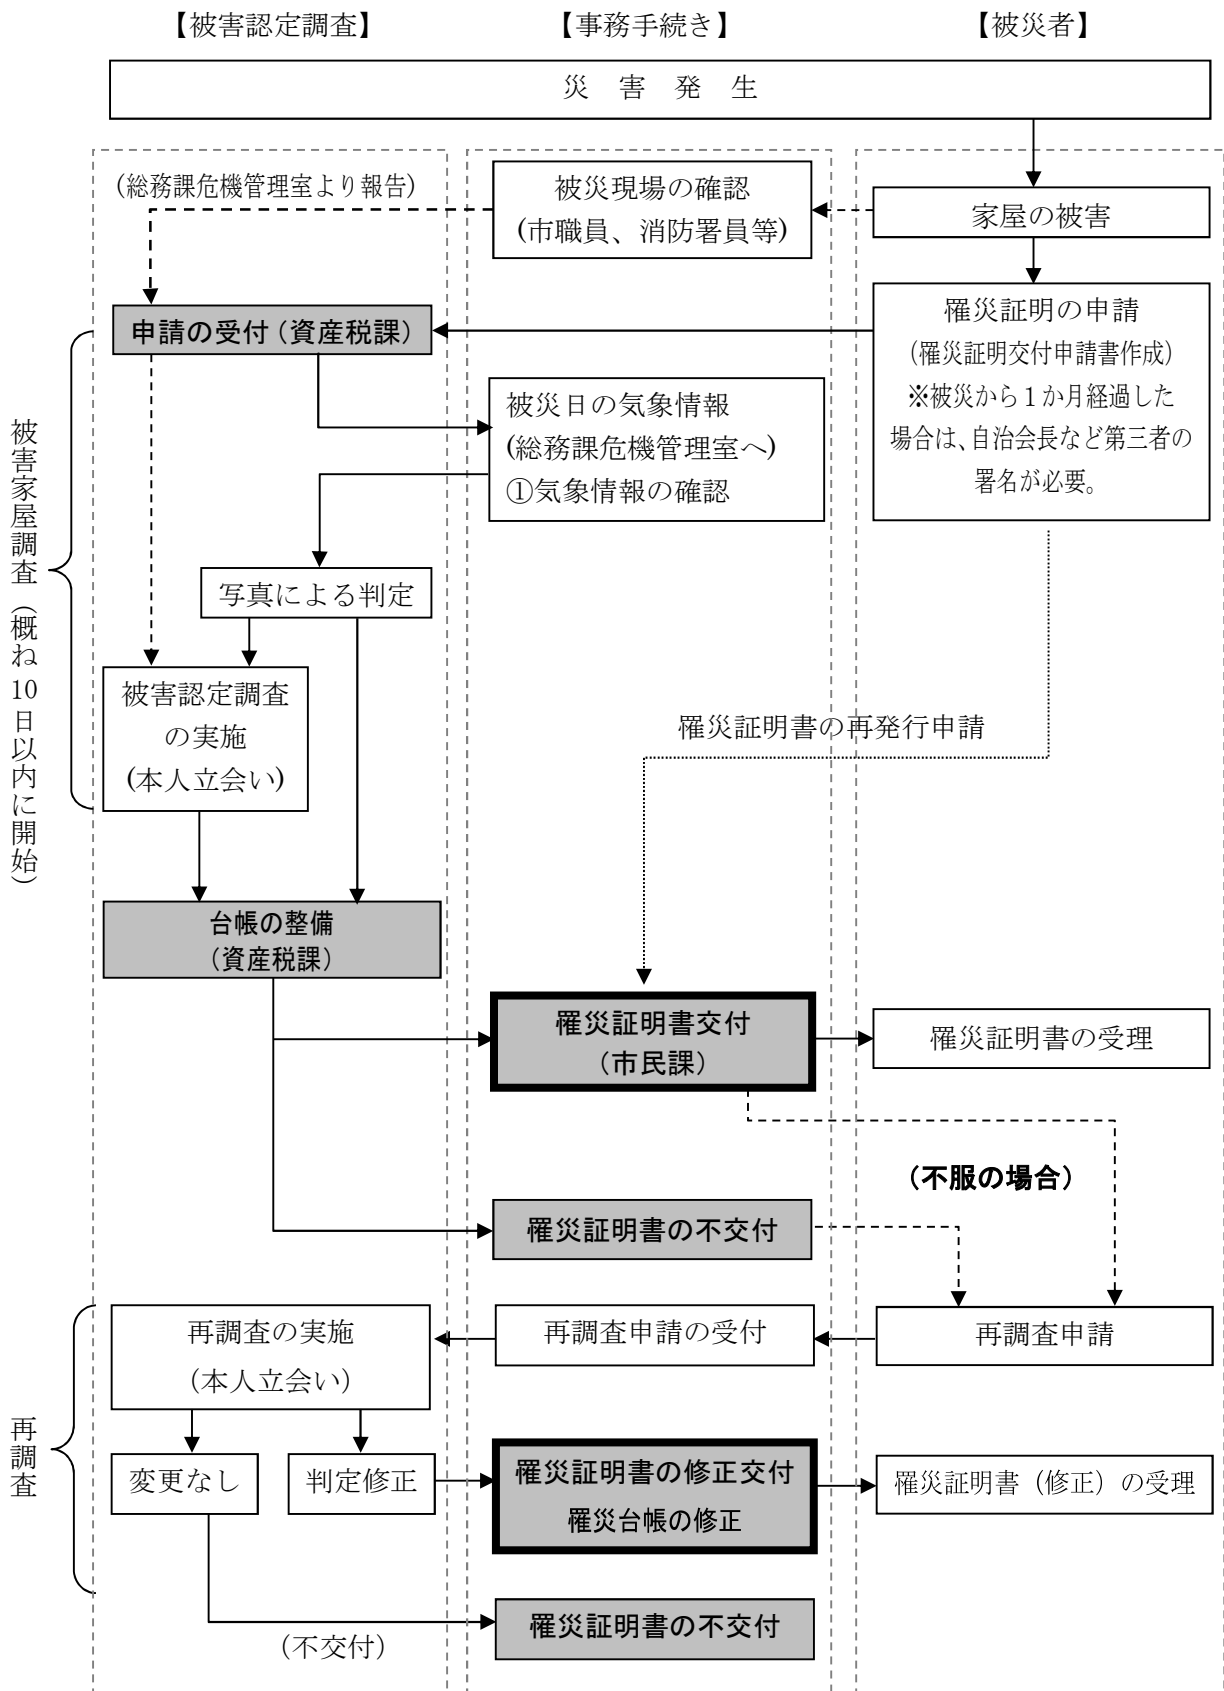 【被害認定調査】
【事務手続き】
【被災者】
災　害　発　生
(総務課危機管理室より報告)
被災現場の確認
(市職員、消防署員等)
家屋の被害
申請の受付（資産税課）
罹災証明の申請
(罹災証明交付申請書作成)
※被災から１か月経過した
場合は、自治会長など第三者の
署名が必要。
被災日の気象情報
(総務課危機管理室へ)
①気象情報の確認
被害家屋調査（概ね10日以内に開始）
写真による判定
被害認定調査
の実施
(本人立会い)
罹災証明書の再発行申請
台帳の整備
（資産税課）
罹災証明書交付
（市民課）
罹災証明書の受理
（不服の場合）
罹災証明書の不交付
再調査の実施
（本人立会い）
再調査申請の受付
再調査申請
再調査
変更なし
判定修正
罹災証明書の修正交付
罹災台帳の修正
罹災証明書（修正）の受理
罹災証明書の不交付
（不交付）